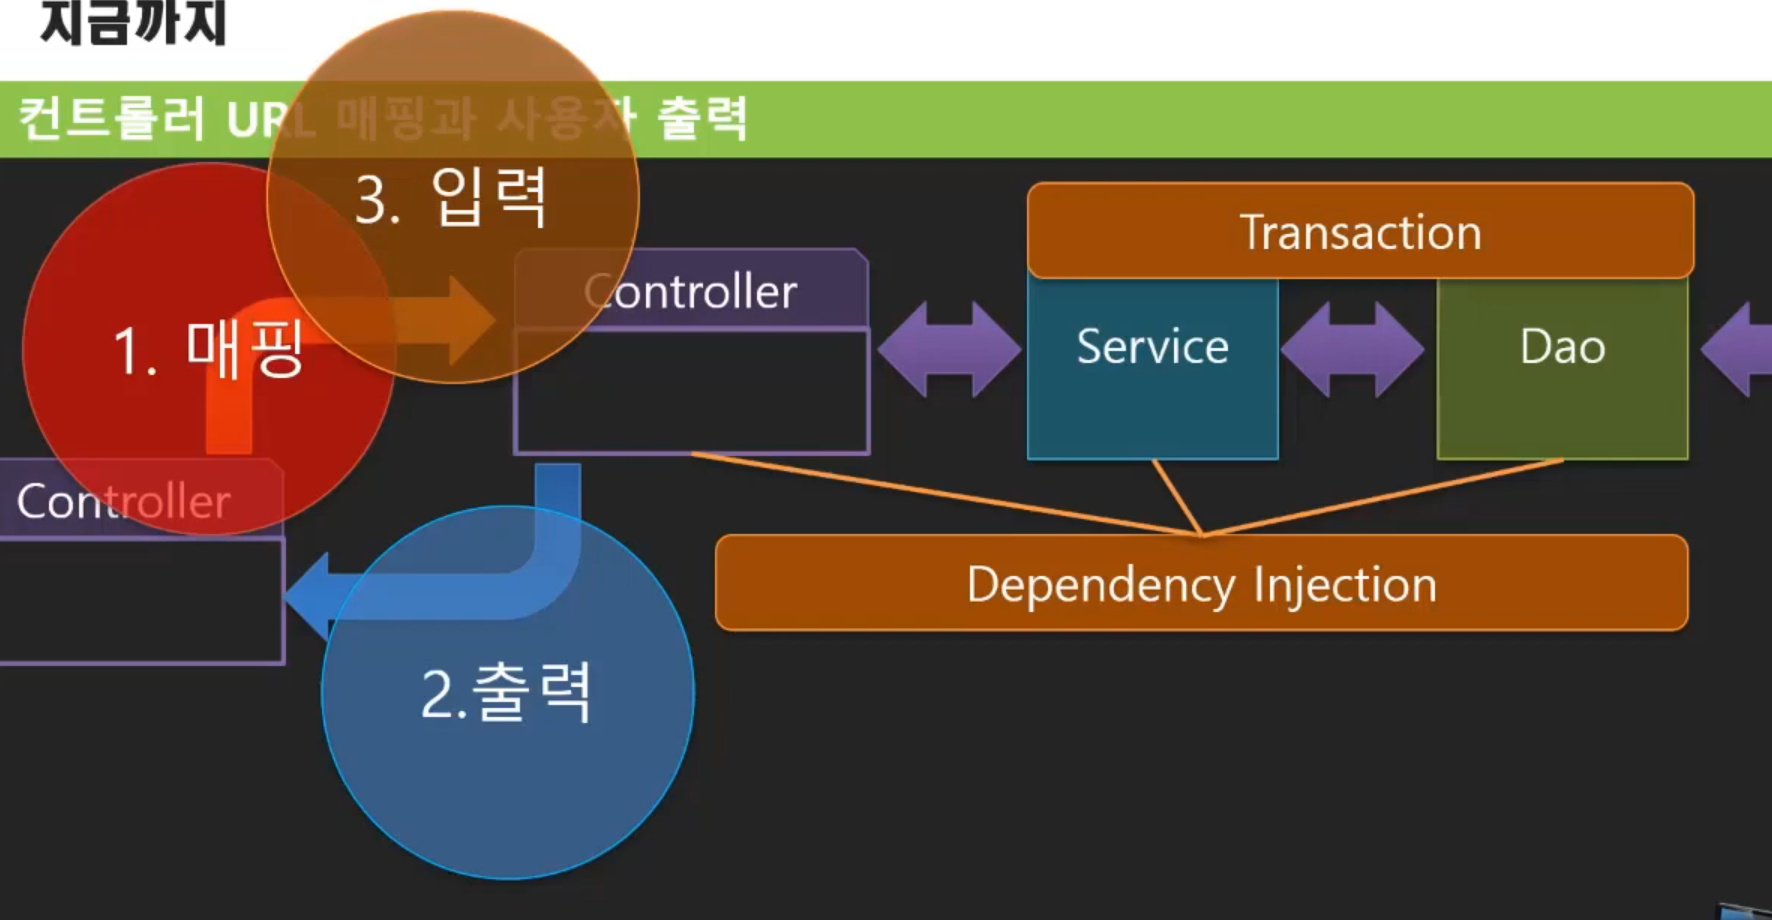 지금까지
컨트롤러 URL 매핑과 사용자 출력
3. 입력
Transaction
Controller
1. 매핑
Service
Dao
Controller
Dependency Injection
2.출력